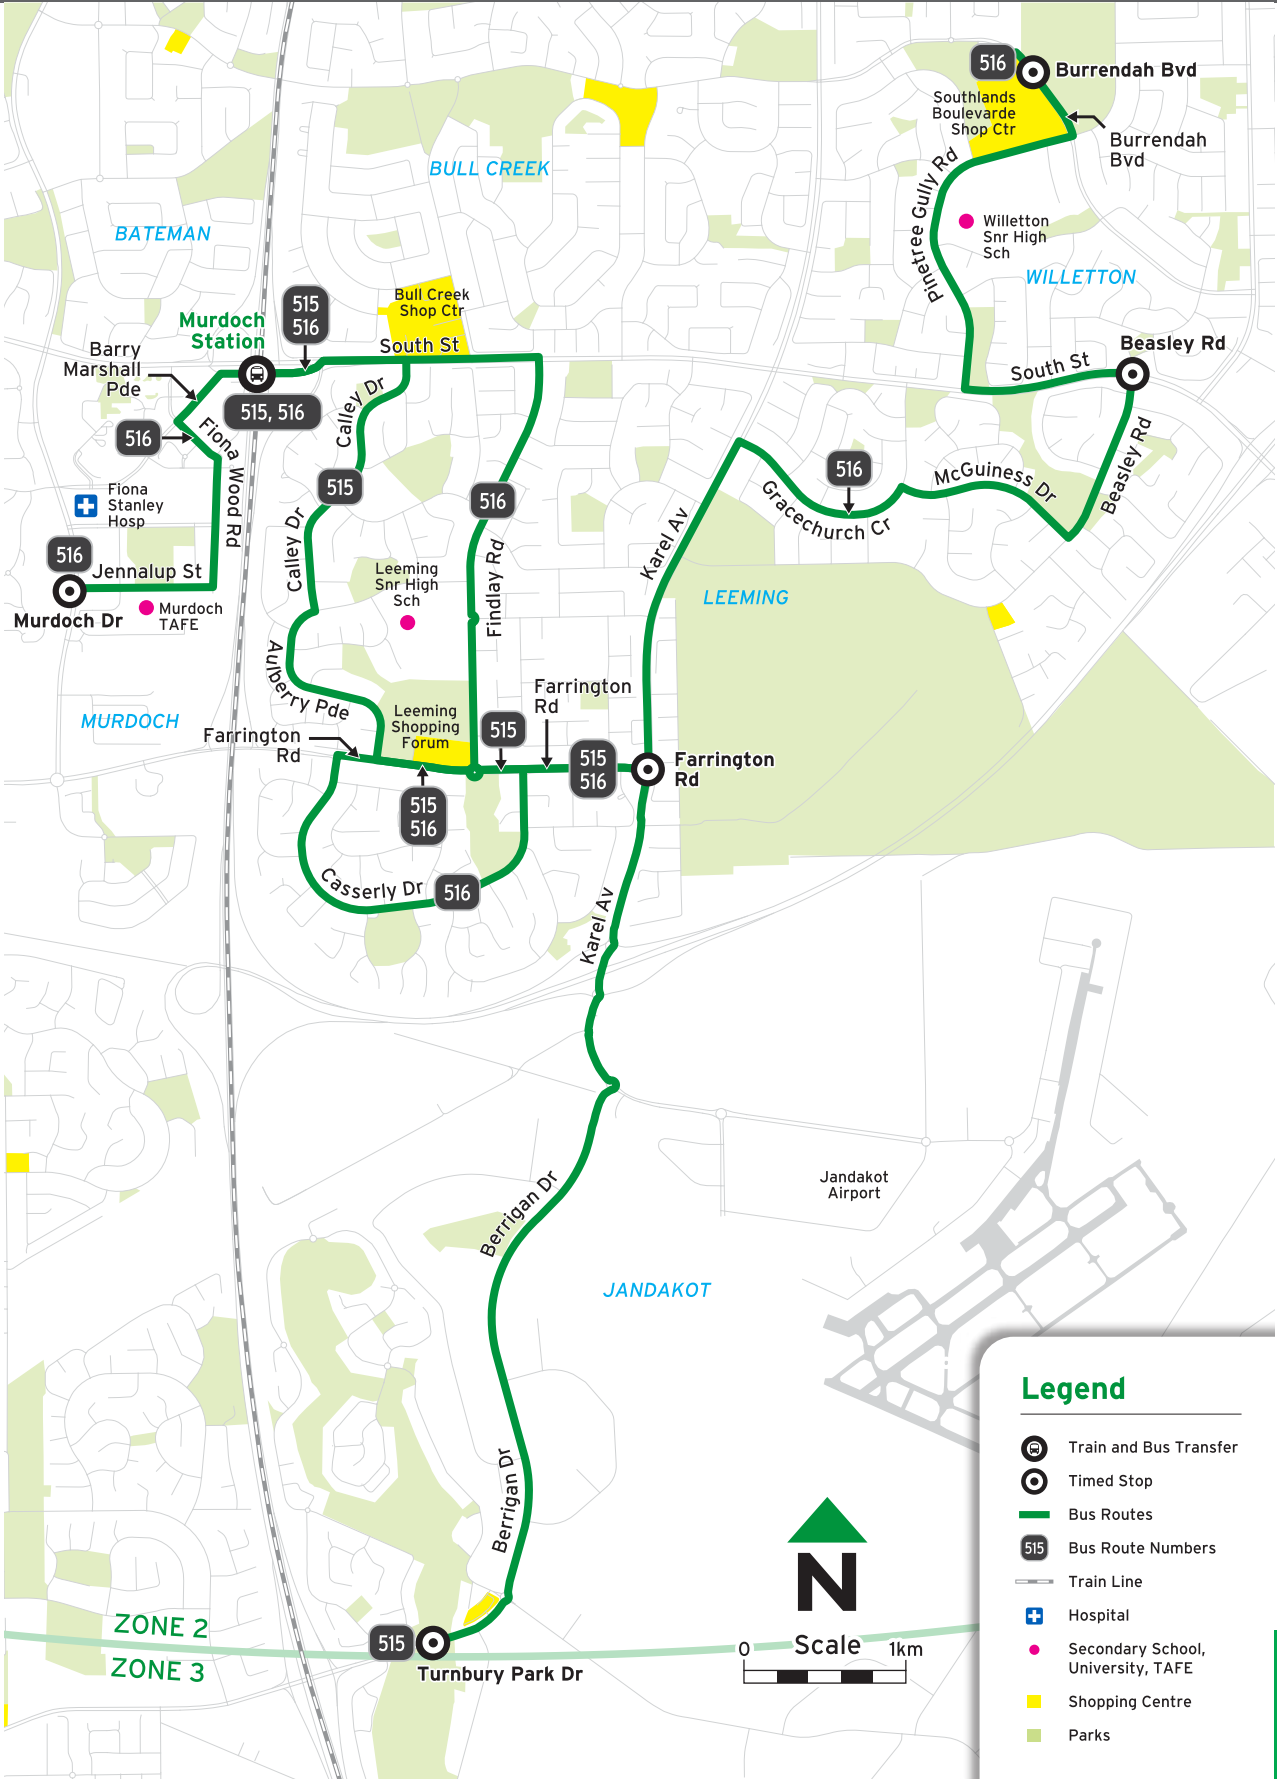 516
Burrendah Bvd
Southlands
Boulevarde
Shop Ctr
Burrendah
Bvd
Pinetree Gully Rd
BULL CREEK
BATEMAN
Willetton
Snr High
Sch
WILLETTON
Bull Creek
Shop Ctr
515
516
Murdoch
Station
South St
Barry
Marshall
Pde
515, 516
516
Fiona Wood Rd
Calley Dr
South St
Beasley Rd
Beasley Rd
515
516
516
McGuiness Dr
Gracechurch Cr
Fiona
Stanley
Hosp
516
Jennalup St
Murdoch Dr
Murdoch
TAFE
Calley Dr
Leeming
Snr High
Sch
Findlay Rd
Karel Av
LEEMING
Aulberry Pde
MURDOCH
Farrington
Rd
Leeming
Shopping
Forum
515
Farrington
Rd
515
516
Farrington
Rd
515
516
Casserly Dr
516
Karel Av
Jandakot
Airport
Berrigan Dr
JANDAKOT
Berrigan Dr
ZONE 2
ZONE 3
515
Turnbury Park Dr
N
0
Scale
1km
Legend
Train and Bus Transfer
Timed Stop
Bus Routes
515
Bus Route Numbers
Train Line
Hospital
Secondary School,
University, TAFE
Shopping Centre
Parks